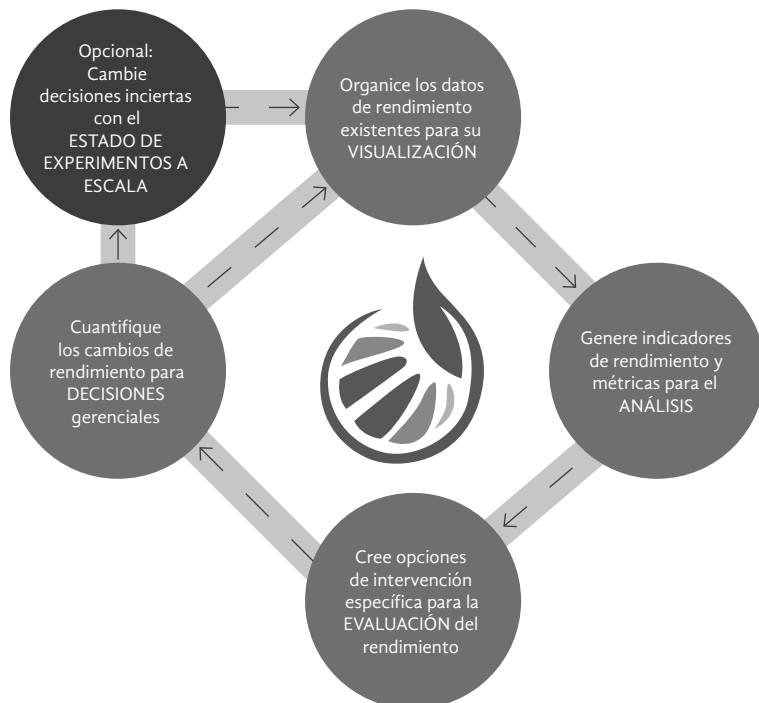 Opcional:
Cambie
decisiones inciertas
con el
ESTADO DE
EXPERIMENTOS A
ESCALA
Organice los datos
de rendimiento
existentes para su
VISUALIZACIÓN
Genere indicadores
de rendimiento y
métricas para el
ANÁLISIS
Cree opciones
de intervención
específica para la
EVALUACIÓN del
rendimiento
Cuantifique
los cambios de
rendimiento para
DECISIONES
gerenciales